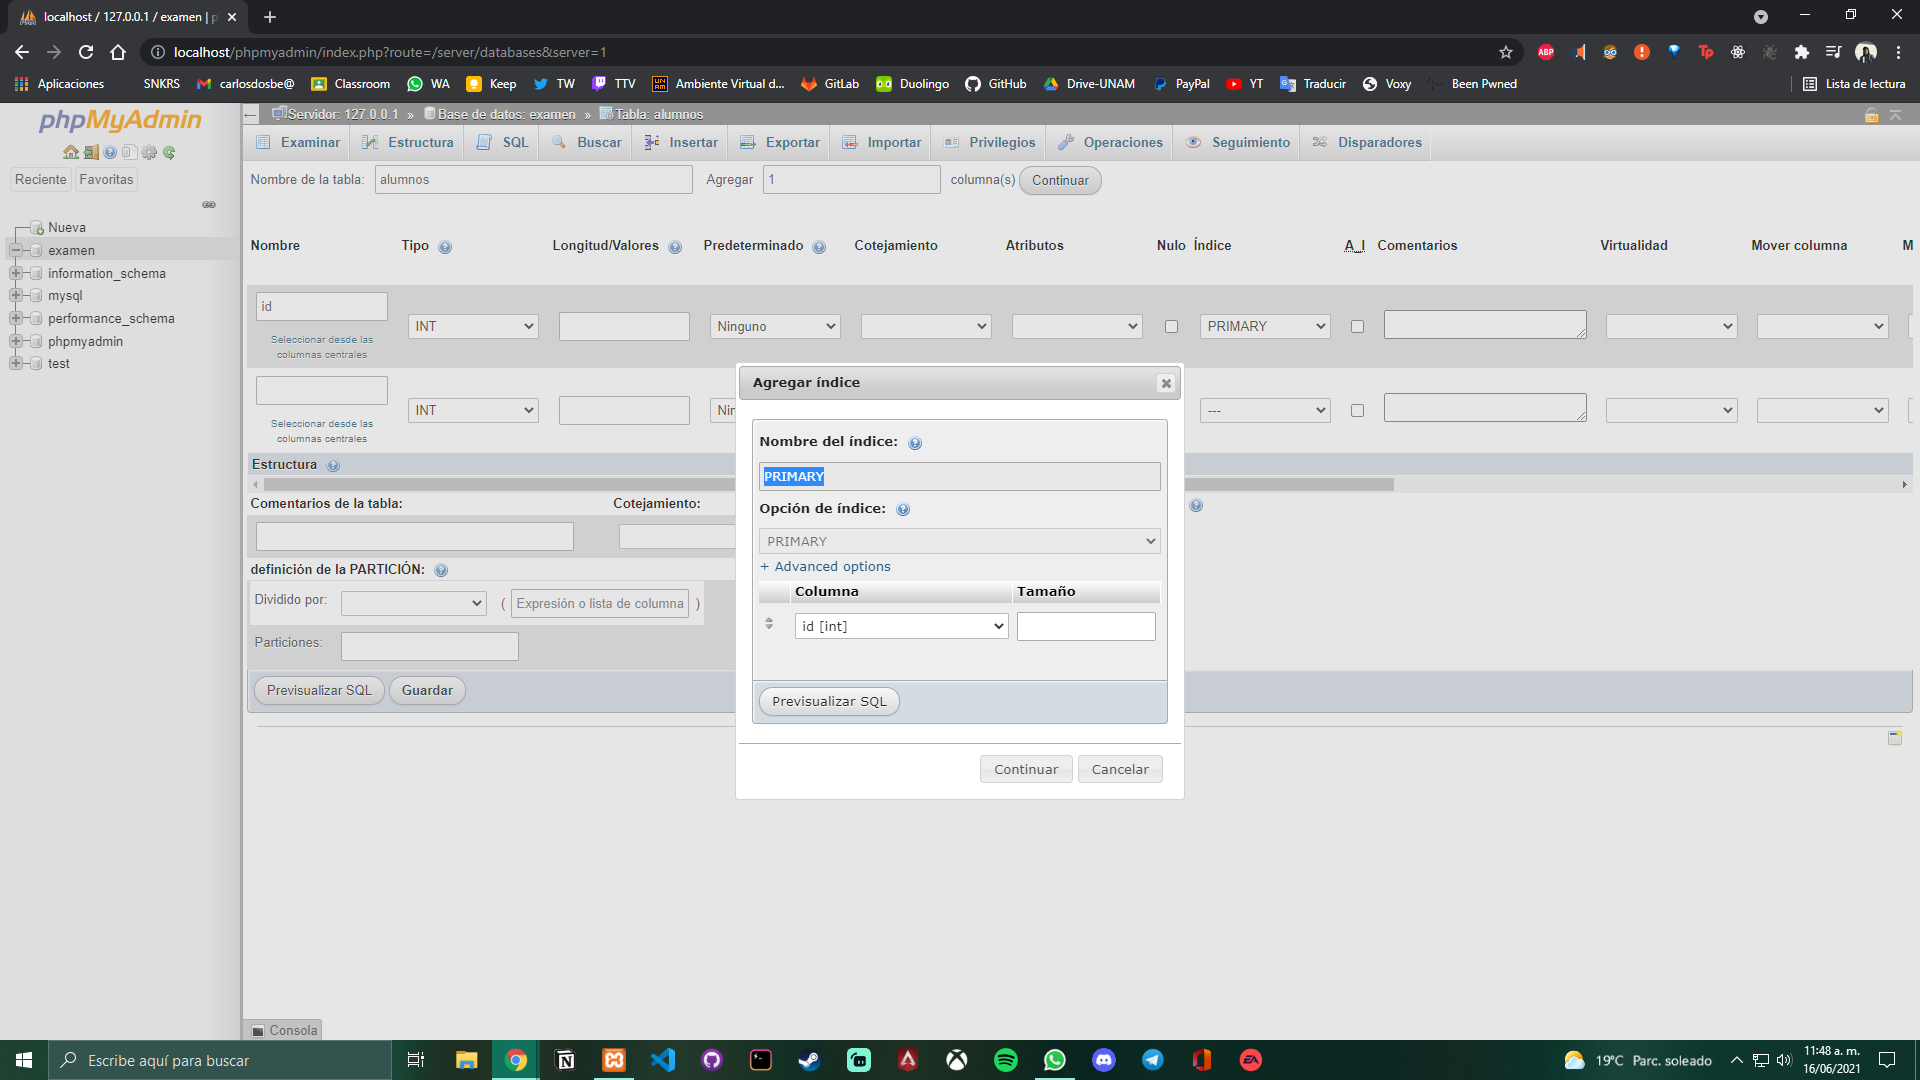 localhost / 127.0.0.1 / examen | p
localhost/phpmyadmin/index.php?route=/server/databases&server=1
ABP
Tp
Aplicaciones
SNKRS
carlosdosbe@
Classroom
WA
Keep
TW
TTV
Ambiente Virtual d...
GitLab
Duolingo
GitHub
Drive-UNAM
PayPal
YT
Traducir
Voxy
Been Pwned
Lista de lectura
phpMyAdmin
Reciente
Favoritas
Nueva
examen
information_schema
mysql
performance_schema
phpmyadmin
test
Servidor: 127.0.0.1 » Base de datos: examen » Tabla: alumnos
Examinar
Estructura
SQL
Buscar
Insertar
Exportar
Importar
Privilegios
Operaciones
Seguimiento
Disparadores
Nombre de la tabla: alumnos Agregar 1 columna(s) Continuar
Nombre Tipo Longitud/Valores Predeterminado Cotejamiento Atributos Nulo Índice A_I Comentarios Virtualidad Mover columna M
id
Seleccionar desde las
columnas centrales
INT
Ninguno
PRIMARY
Seleccionar desde las
columnas centrales
INT
Nin
---
Estructura
Comentarios de la tabla:
Cotejamiento:
definición de la PARTICIÓN:
Dividido por:
( Expresión o lista de columna )
Particiones:
Previsualizar SQL
Guardar
Agregar índice
Nombre del índice:
PRIMARY
Opción de índice:
PRIMARY
+ Advanced options
Columna Tamaño
id [int]
Previsualizar SQL
Continuar
Cancelar
Consola
Escribe aquí para buscar
EA
19°C Parc. soleado
11:48 a. m.
16/06/2021